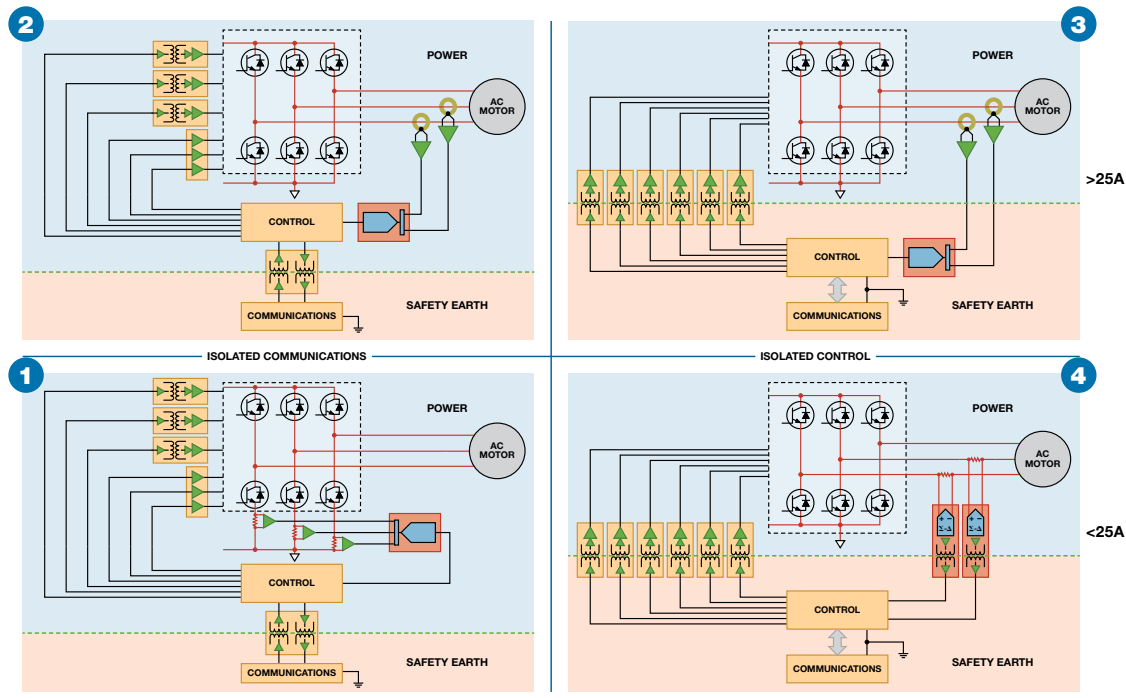 2
POWER
AC
MOTOR
CONTROL
SAFETY EARTH
COMMUNICATIONS
3
POWER
AC
MOTOR
>25A
CONTROL
SAFETY EARTH
COMMUNICATIONS
ISOLATED COMMUNICATIONS
ISOLATED CONTROL
1
POWER
AC
MOTOR
CONTROL
SAFETY EARTH
COMMUNICATIONS
4
POWER
AC
MOTOR
+ -
Σ-Δ
+ -
Σ-Δ
<25A
CONTROL
SAFETY EARTH
COMMUNICATIONS